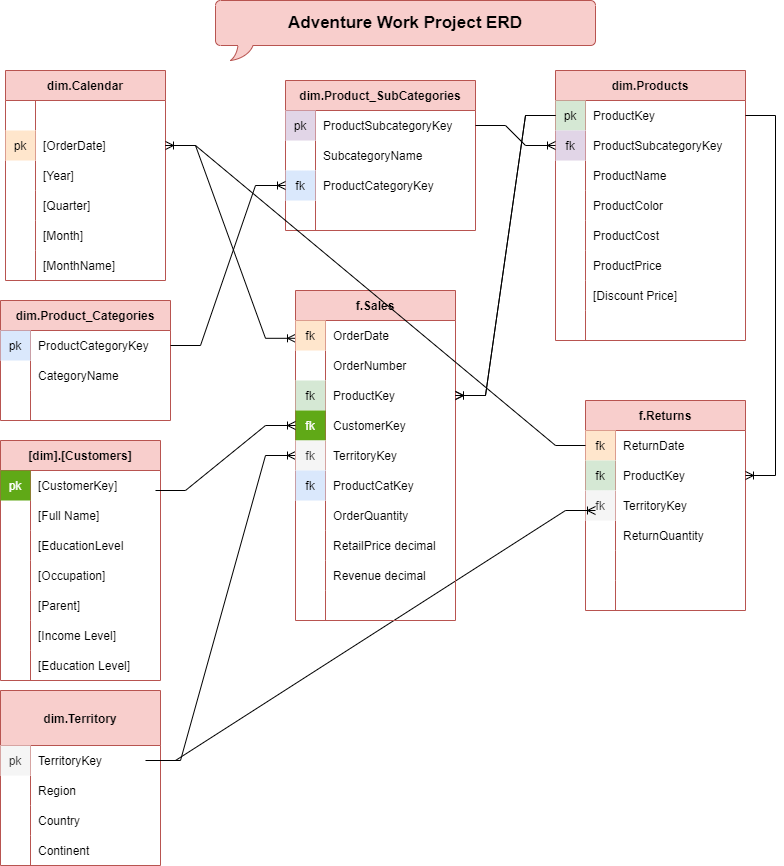 Adventure Work Project ERD
dim.Calendar
pk [OrderDate]
[Year]
[Quarter]
[Month]
[MonthName]
dim.Product_SubCategories
pk ProductSubcategoryKey
SubcategoryName
fk ProductCategoryKey
dim.Products
pk ProductKey
fk ProductSubcategoryKey
ProductName
ProductColor
ProductCost
ProductPrice
[Discount Price]
dim.Product_Categories
pk ProductCategoryKey
CategoryName
f.Sales
fk OrderDate
OrderNumber
fk ProductKey
fk CustomerKey
fk TerritoryKey
fk ProductCatKey
OrderQuantity
RetailPrice decimal
Revenue decimal
f.Returns
fk ReturnDate
fk ProductKey
fk TerritoryKey
ReturnQuantity
[dim].[Customers]
pk [CustomerKey]
[Full Name]
[EducationLevel
[Occupation]
[Parent]
[Income Level]
[Education Level]
dim.Territory
pk TerritoryKey
Region
Country
Continent